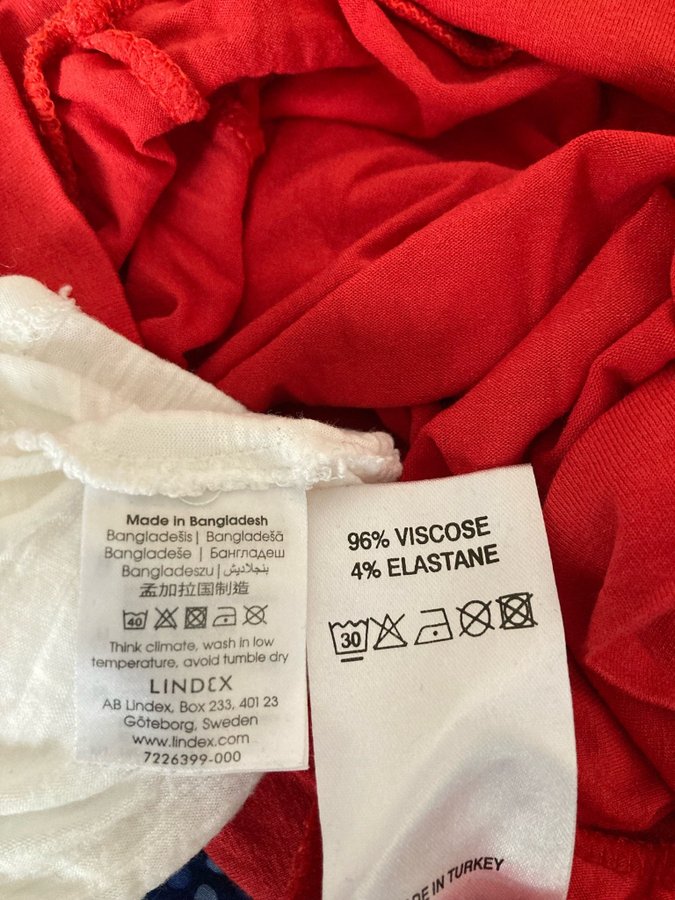 Made in Bangladesh
Bangladešis | Bangladešā
Bangladeše | Бангладеш
Bangladeszu | بنجلاديش
孟加拉国制造
40
Think climate, wash in low
temperature, avoid tumble dry
LINDEX
AB Lindex, Box 233, 401 23
Göteborg, Sweden
www.lindex.com
7226399-000
96% VISCOSE
4% ELASTANE
30
DE IN TURKEY